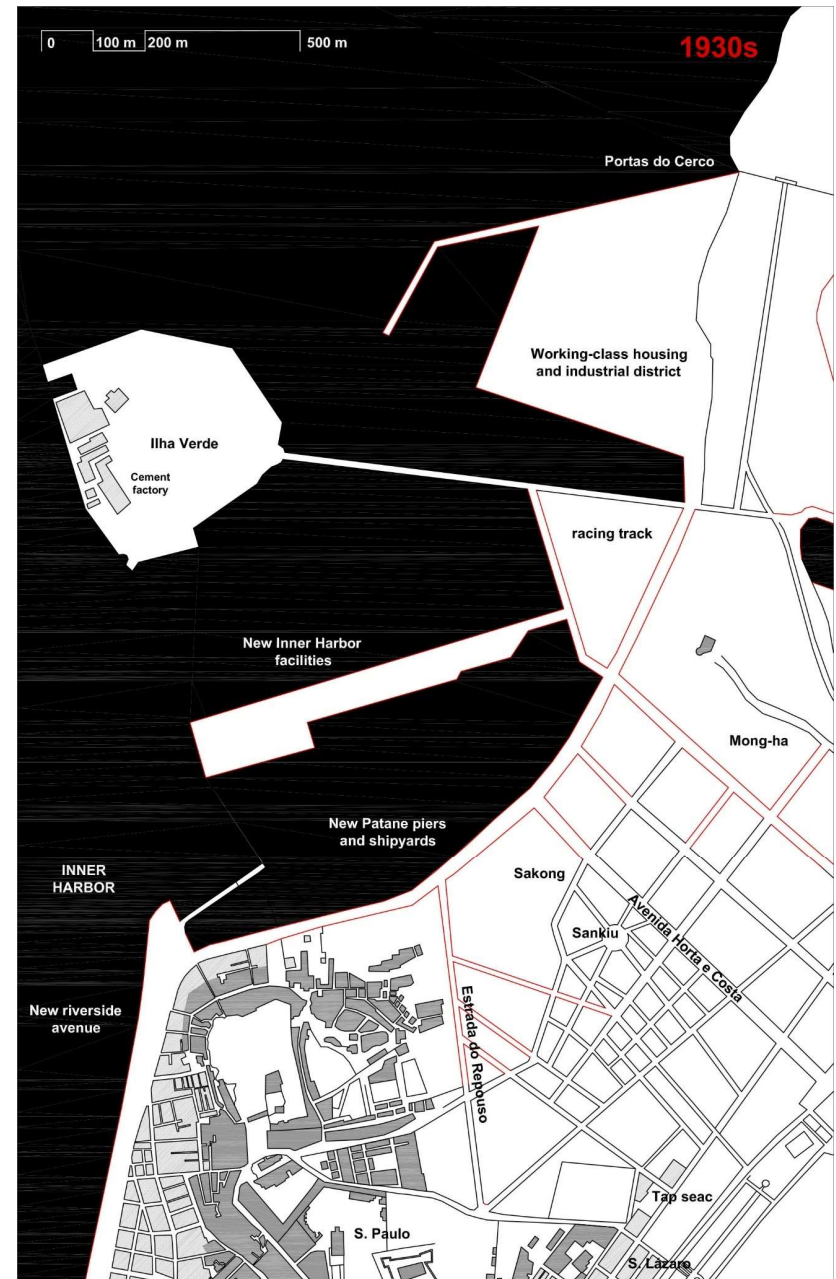 0 100 m 200 m 500 m
1930s
Portas do Cerco
Working-class housing
and industrial district
Ilha Verde
Cement
factory
racing track
New Inner Harbor
facilities
Mong-ha
New Patane piers
and shipyards
INNER
HARBOR
Sakong
Avenida Horta e Costa
Sankiu
New riverside
avenue
Estrada do Repouso
Tap seac
S. Paulo
S. Lázaro